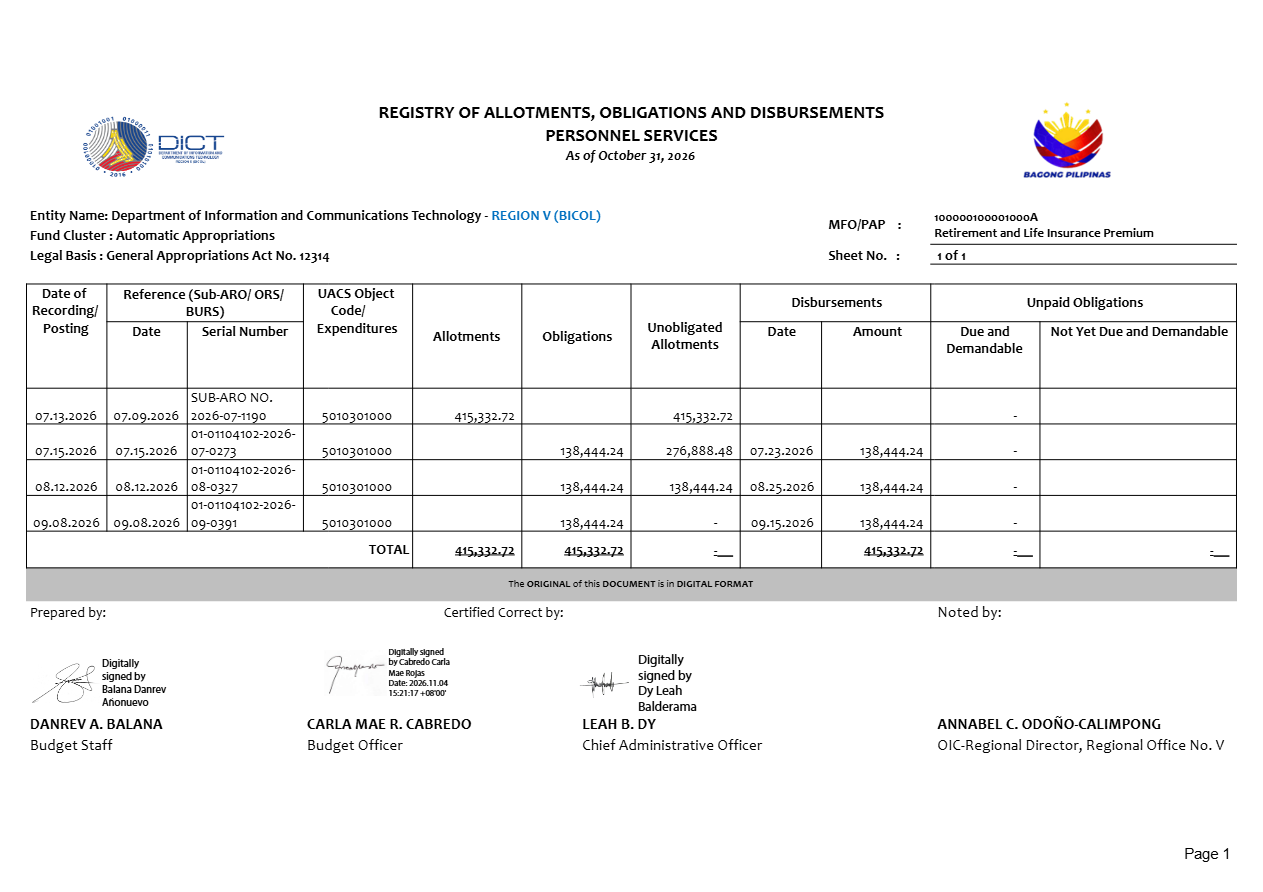 REGISTRY OF ALLOTMENTS, OBLIGATIONS AND DISBURSEMENTS
PERSONNEL SERVICES
As of October 31, 2026
DICT
DEPARTMENT OF INFORMATION AND
COMMUNICATIONS TECHNOLOGY
2016
BAGONG PILIPINAS
Entity Name: Department of Information and Communications Technology - REGION V (BICOL)
Fund Cluster : Automatic Appropriations
Legal Basis : General Appropriations Act No. 12314
MFO/PAP :
100000100001000A
Retirement and Life Insurance Premium
Sheet No. : 1 of 1
Date of Recording/ Posting
Reference (Sub-ARO/ ORS/ BURS)
Date
Serial Number
UACS Object Code/ Expenditures
Allotments
Obligations
Unobligated Allotments
Disbursements
Date
Amount
Unpaid Obligations
Due and Demandable
Not Yet Due and Demandable
SUB-ARO NO.
07.13.2026 07.09.2026 2026-07-1190 5010301000 415,332.72 415,332.72 -
01-01104102-2026-
07.15.2026 07.15.2026 07-0273 5010301000 138,444.24 276,888.48 07.23.2026 138,444.24 -
01-01104102-2026-
08.12.2026 08.12.2026 08-0327 5010301000 138,444.24 138,444.24 08.25.2026 138,444.24 -
01-01104102-2026-
09.08.2026 09.08.2026 09-0391 5010301000 138,444.24 - 09.15.2026 138,444.24 -
TOTAL 415,332.72 415,332.72 - 415,332.72 - -
The ORIGINAL of this DOCUMENT is in DIGITAL FORMAT
Prepared by:
Certified Correct by:
Noted by:
Digitally
signed by
Balana Danrev
Añonuevo
Digitally signed
by Cabredo Carla
Mae Rojas
Date: 2026.11.04
15:21:17 +08'00'
Digitally
signed by
Dy Leah
Balderama
DANREV A. BALANA
Budget Staff
CARLA MAE R. CABREDO
Budget Officer
LEAH B. DY
Chief Administrative Officer
ANNABEL C. ODOÑO-CALIMPONG
OIC-Regional Director, Regional Office No. V
Page 1